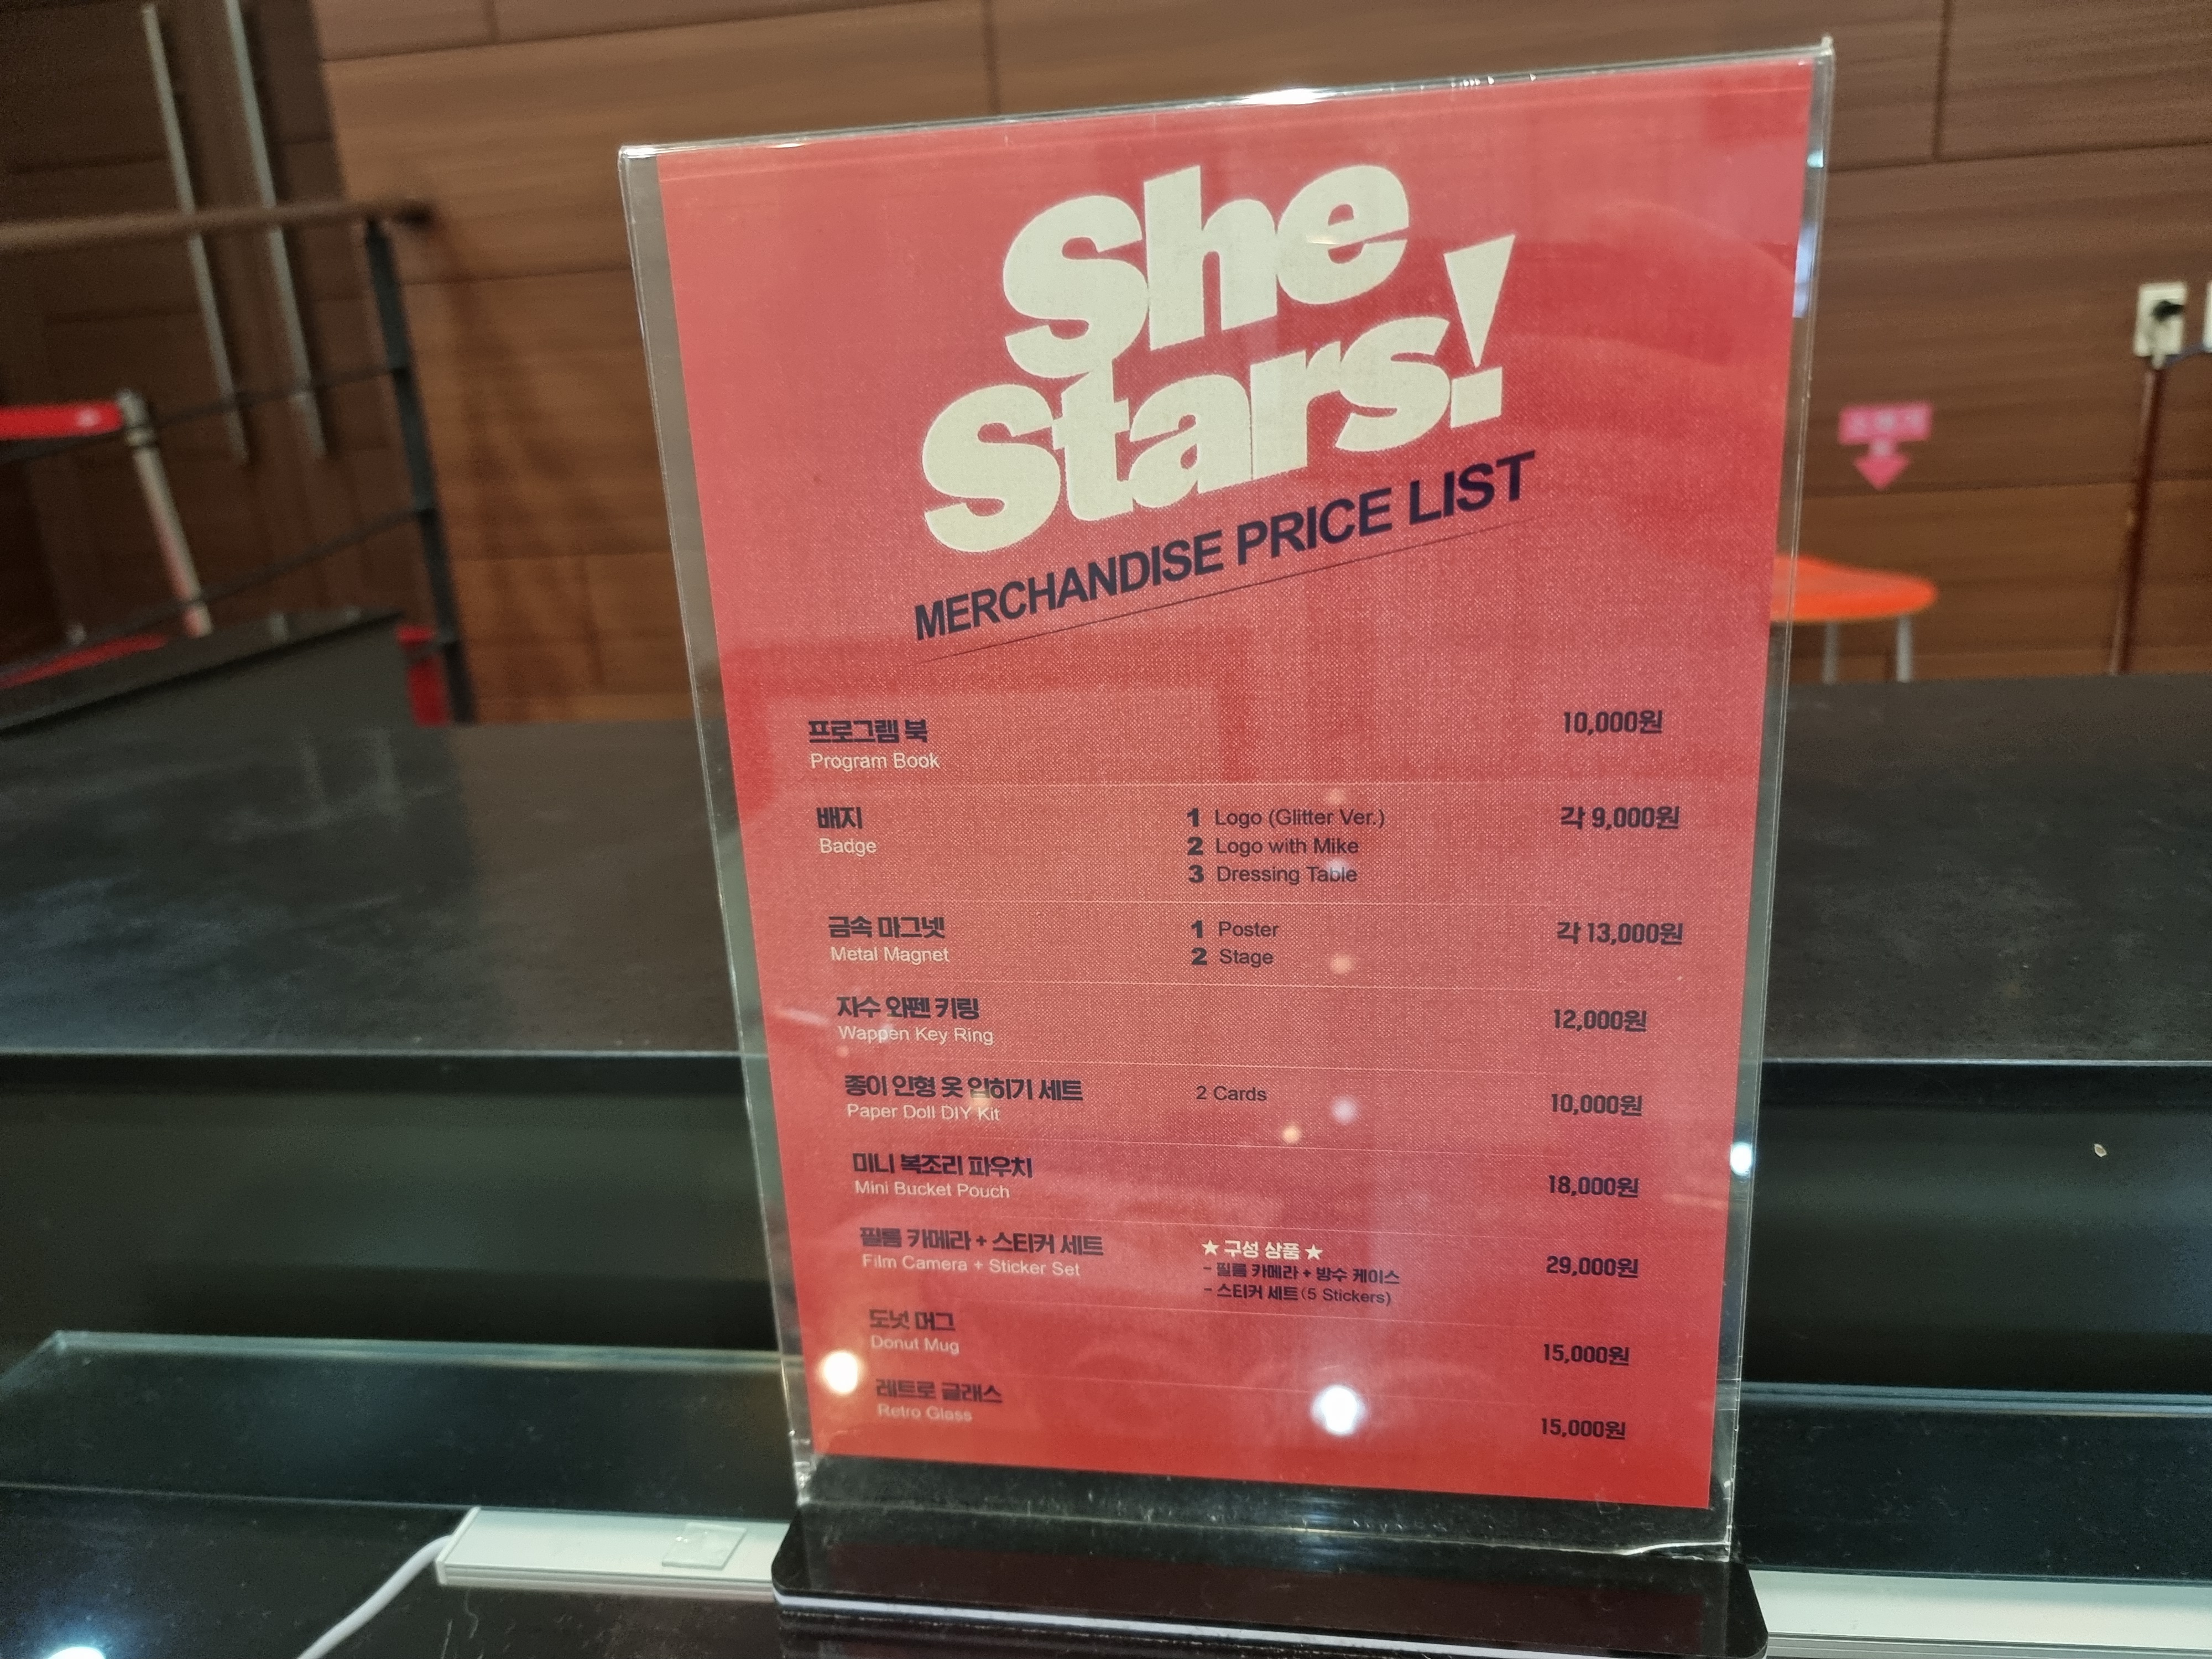 She
Stars!
MERCHANDISE PRICE LIST
프로그램 북 10,000원
Program Book
배지 1 Logo (Glitter Ver.) 각 9,000원
Badge 2 Logo with Mike
3 Dressing Table
금속 마그넷 1 Poster 각 13,000원
Metal Magnet 2 Stage
자수 와펜 키링 12,000원
Wappen Key Ring
종이 인형 옷 입히기 세트 2 Cards 10,000원
Paper Doll DIY Kit
미니 복조리 파우치 18,000원
Mini Bucket Pouch
필름 카메라 + 스티커 세트 ★ 구성 상품 ★ 29,000원
Film Camera + Sticker Set - 필름 카메라 + 방수 케이스
- 스티커 세트 (5 Stickers)
도넛 머그 15,000원
Donut Mug
레트로 글래스 15,000원
Retro Glass